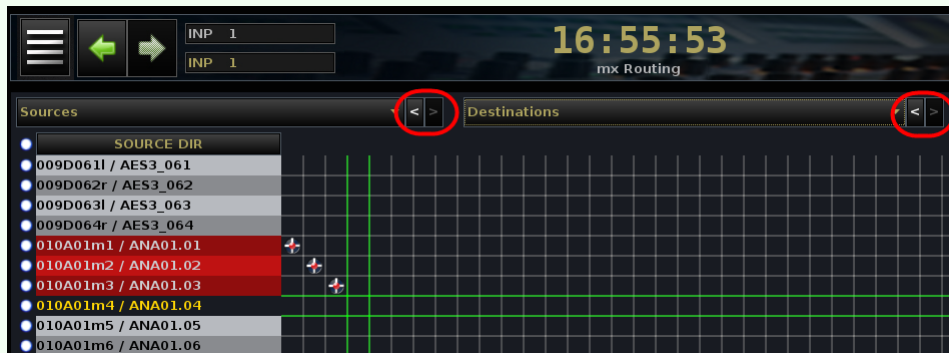 INP 1
INP 1
16:55:53
mx Routing
Sources
< >
Destinations
< >
SOURCE DIR
009D061l / AES3_061
009D062r / AES3_062
009D063l / AES3_063
009D064r / AES3_064
010A01m1 / ANA01.01
010A01m2 / ANA01.02
010A01m3 / ANA01.03
010A01m4 / ANA01.04
010A01m5 / ANA01.05
010A01m6 / ANA01.06